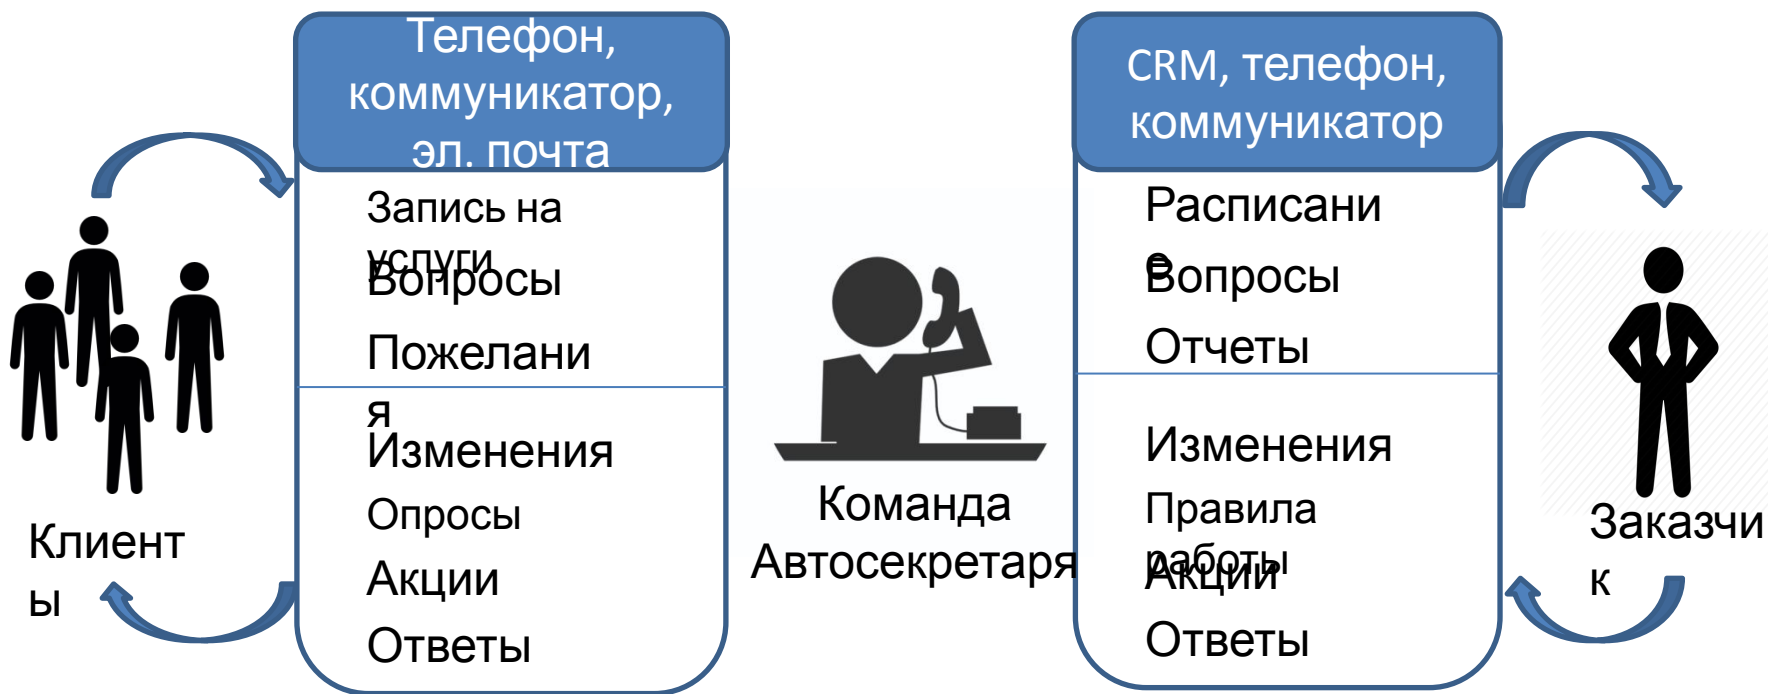 Телефон,
коммуникатор,
эл. почта
Запись на
услуги
Вопросы
Пожелани
я
Изменения
Опросы
Акции
Ответы
Клиент
ы
Команда
Автосекретаря
CRM, телефон,
коммуникатор
Расписани
е
Вопросы
Отчеты
Изменения
Правила
работы
Акции
Ответы
Заказчи
к